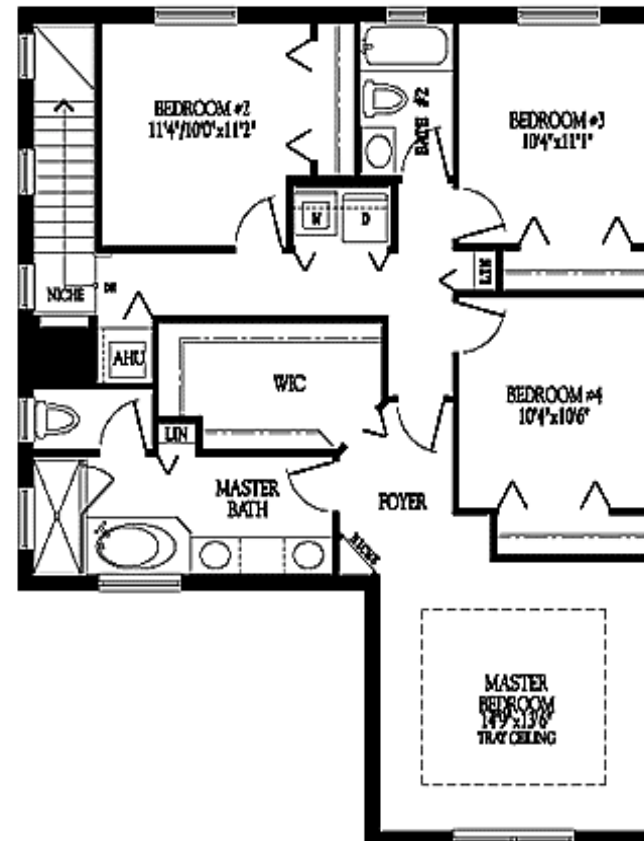 BEDROOM #2
11'4"/10'0"x11'2"
BATH #2
BEDROOM #3
10'4"x11'1"
W
D
LIN
NICHE
DN
AHU
WIC
BEDROOM #4
10'4"x10'6"
LIN
MASTER
BATH
FOYER
NICHE
MASTER
BEDROOM
14'9"x13'6"
TRAY CEILING